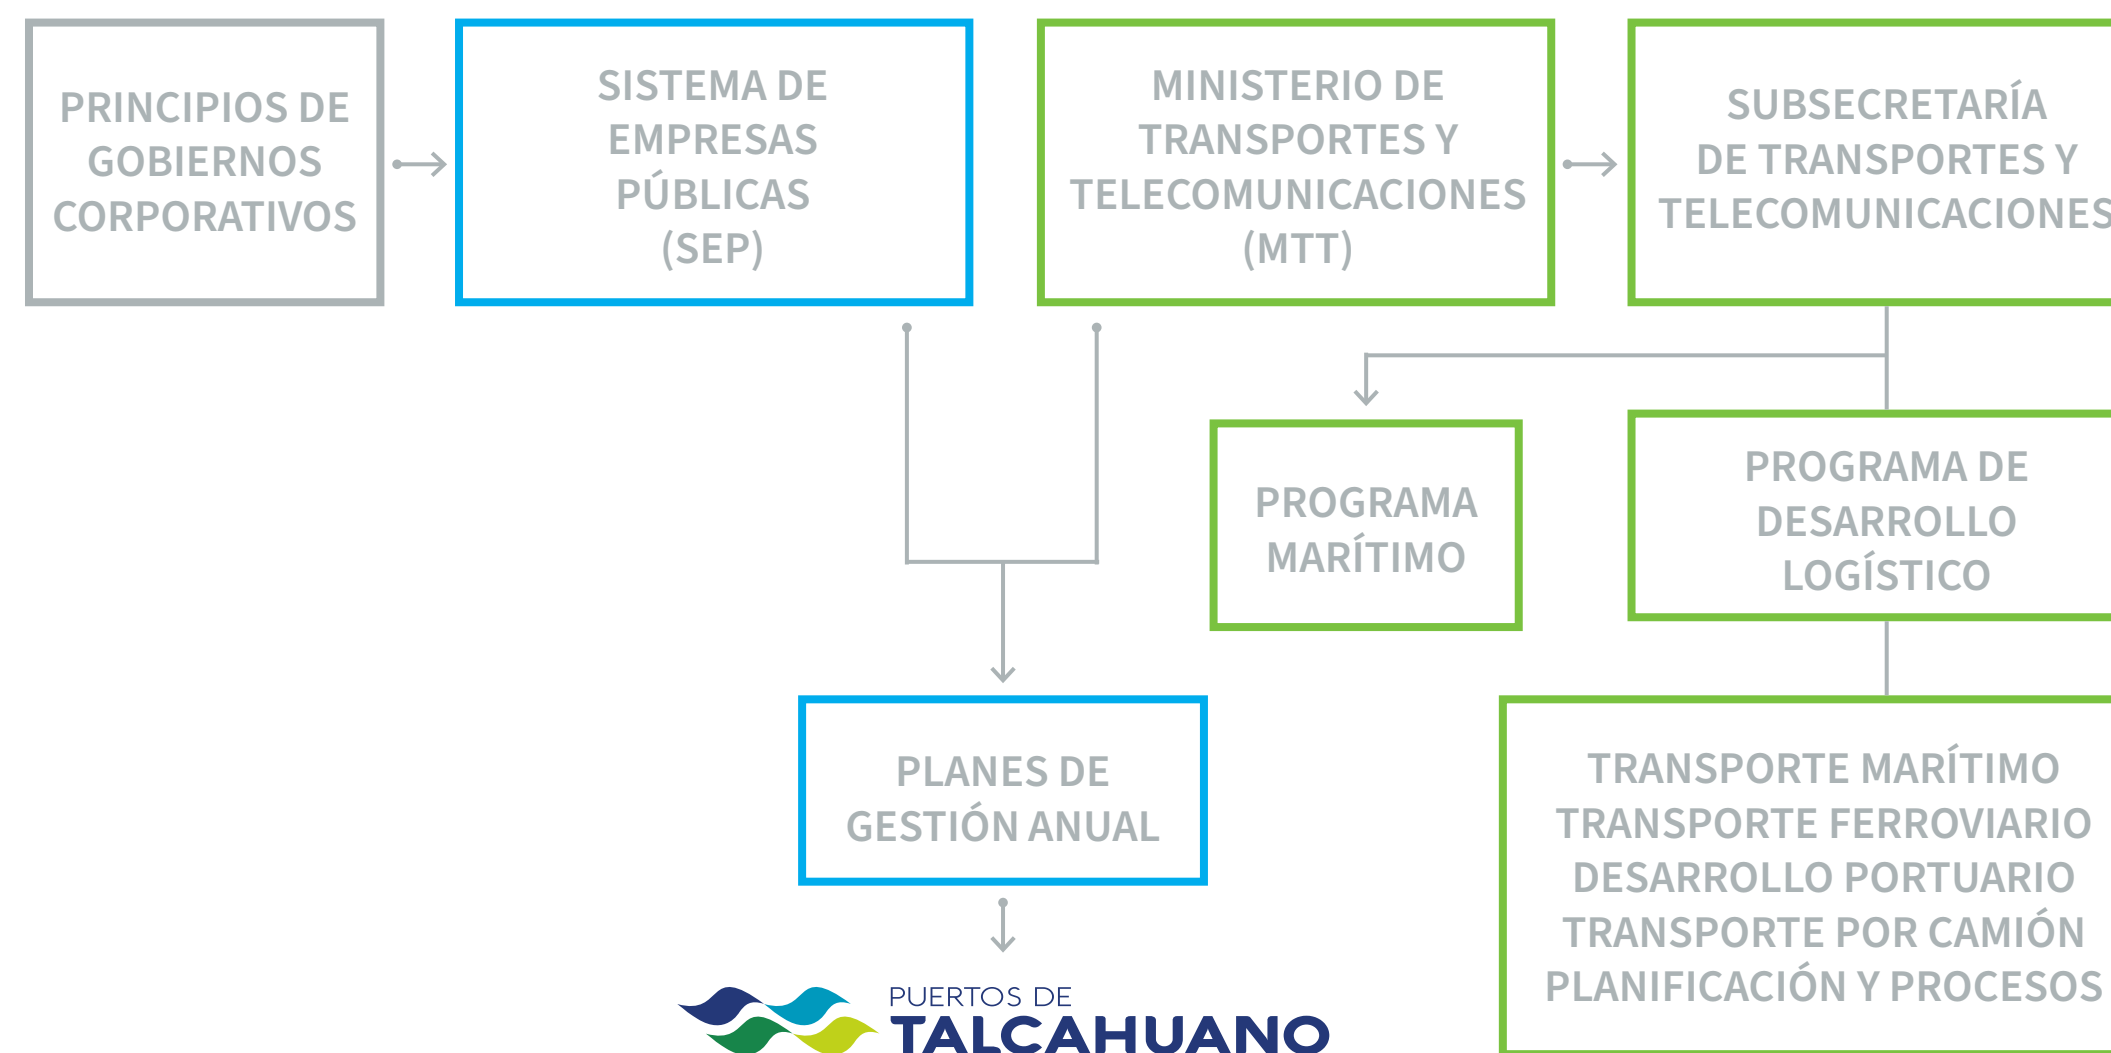 PRINCIPIOS DE
GOBIERNOS
CORPORATIVOS
SISTEMA DE
EMPRESAS
PÚBLICAS
(SEP)
MINISTERIO DE
TRANSPORTES Y
TELECOMUNICACIONES
(MTT)
SUBSECRETARÍA
DE TRANSPORTES Y
TELECOMUNICACIONES
PROGRAMA
MARÍTIMO
PROGRAMA DE
DESARROLLO
LOGÍSTICO
PLANES DE
GESTIÓN ANUAL
TRANSPORTE MARÍTIMO
TRANSPORTE FERROVIARIO
DESARROLLO PORTUARIO
TRANSPORTE POR CAMIÓN
PLANIFICACIÓN Y PROCESOS
PUERTOS DE
TALCAHUANO